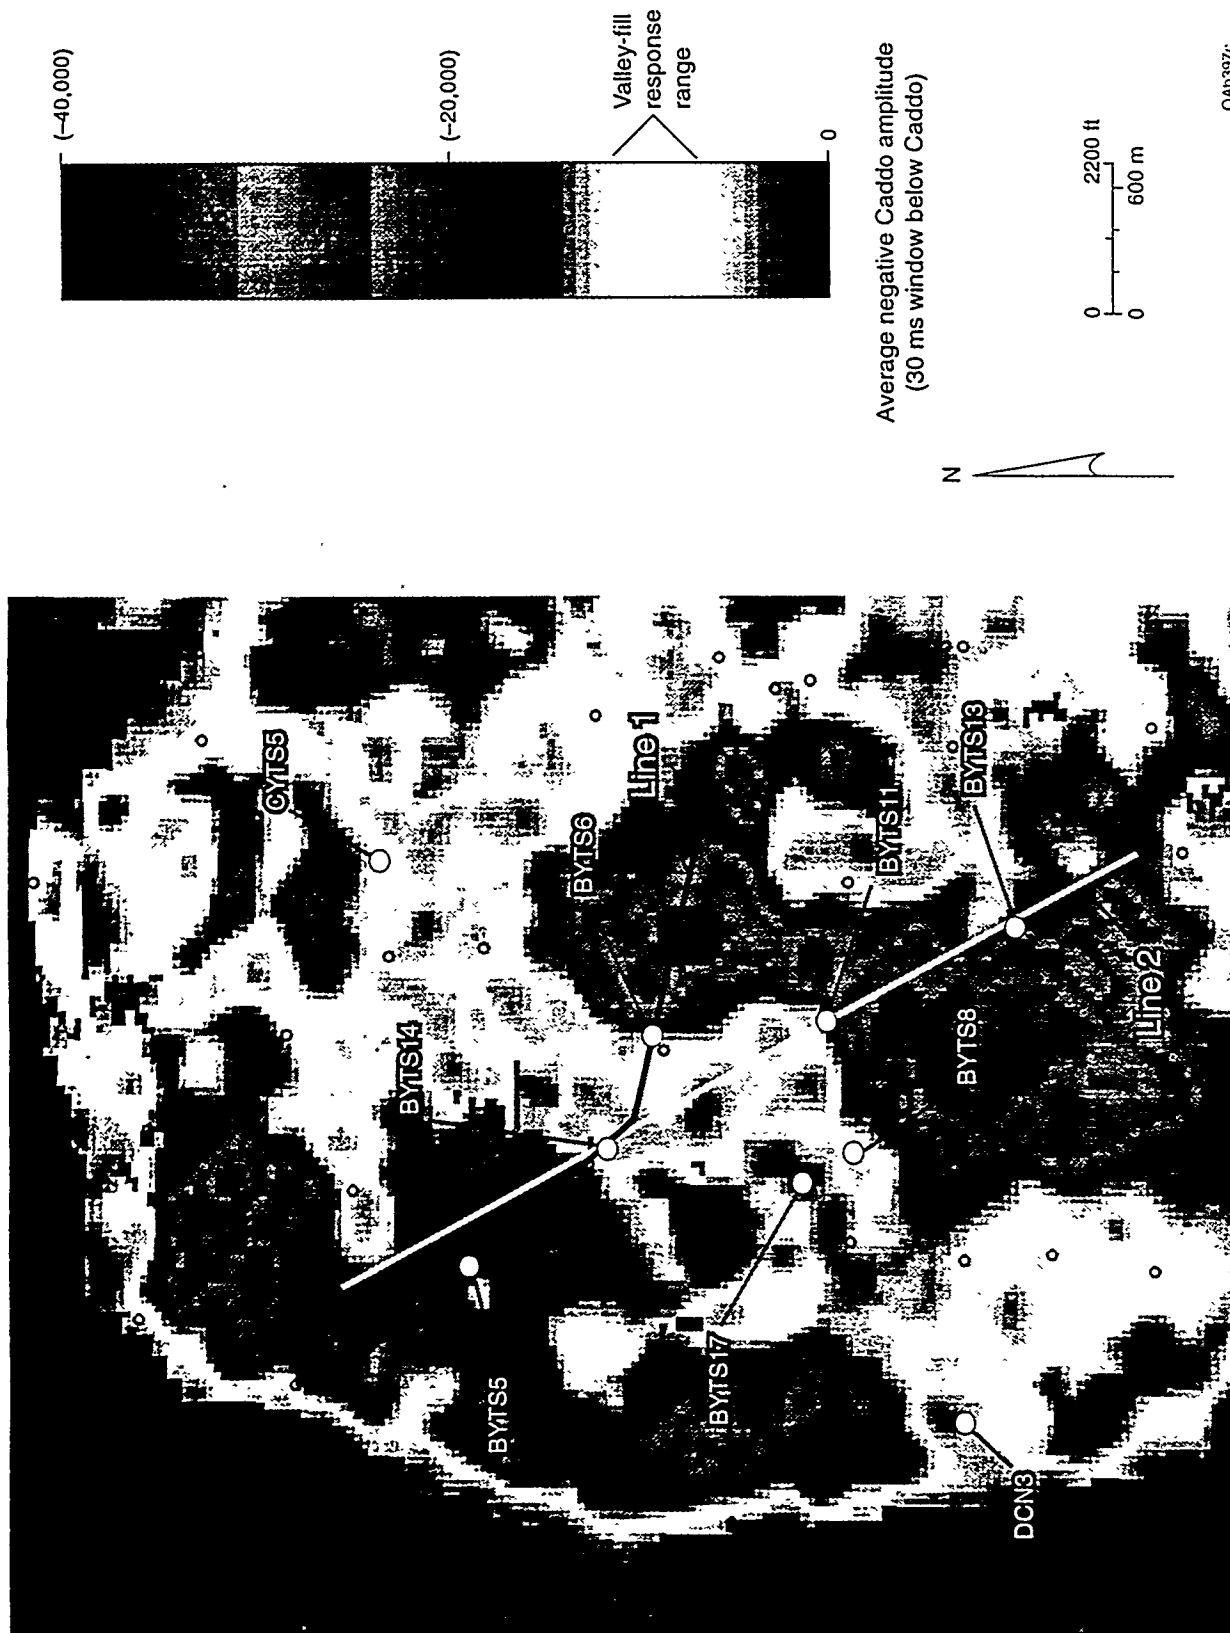 CYTS5
BYTS14
BYTS6
Line 1
BYTS5
BYTS17
BYTS11
BYTS8
BYTS13
DCN3
Line 2
(–40,000)
(–20,000)
Valley-fill
response
range
0
Average negative Caddo amplitude
(30 ms window below Caddo)
N
0 2200 ft
0 600 m